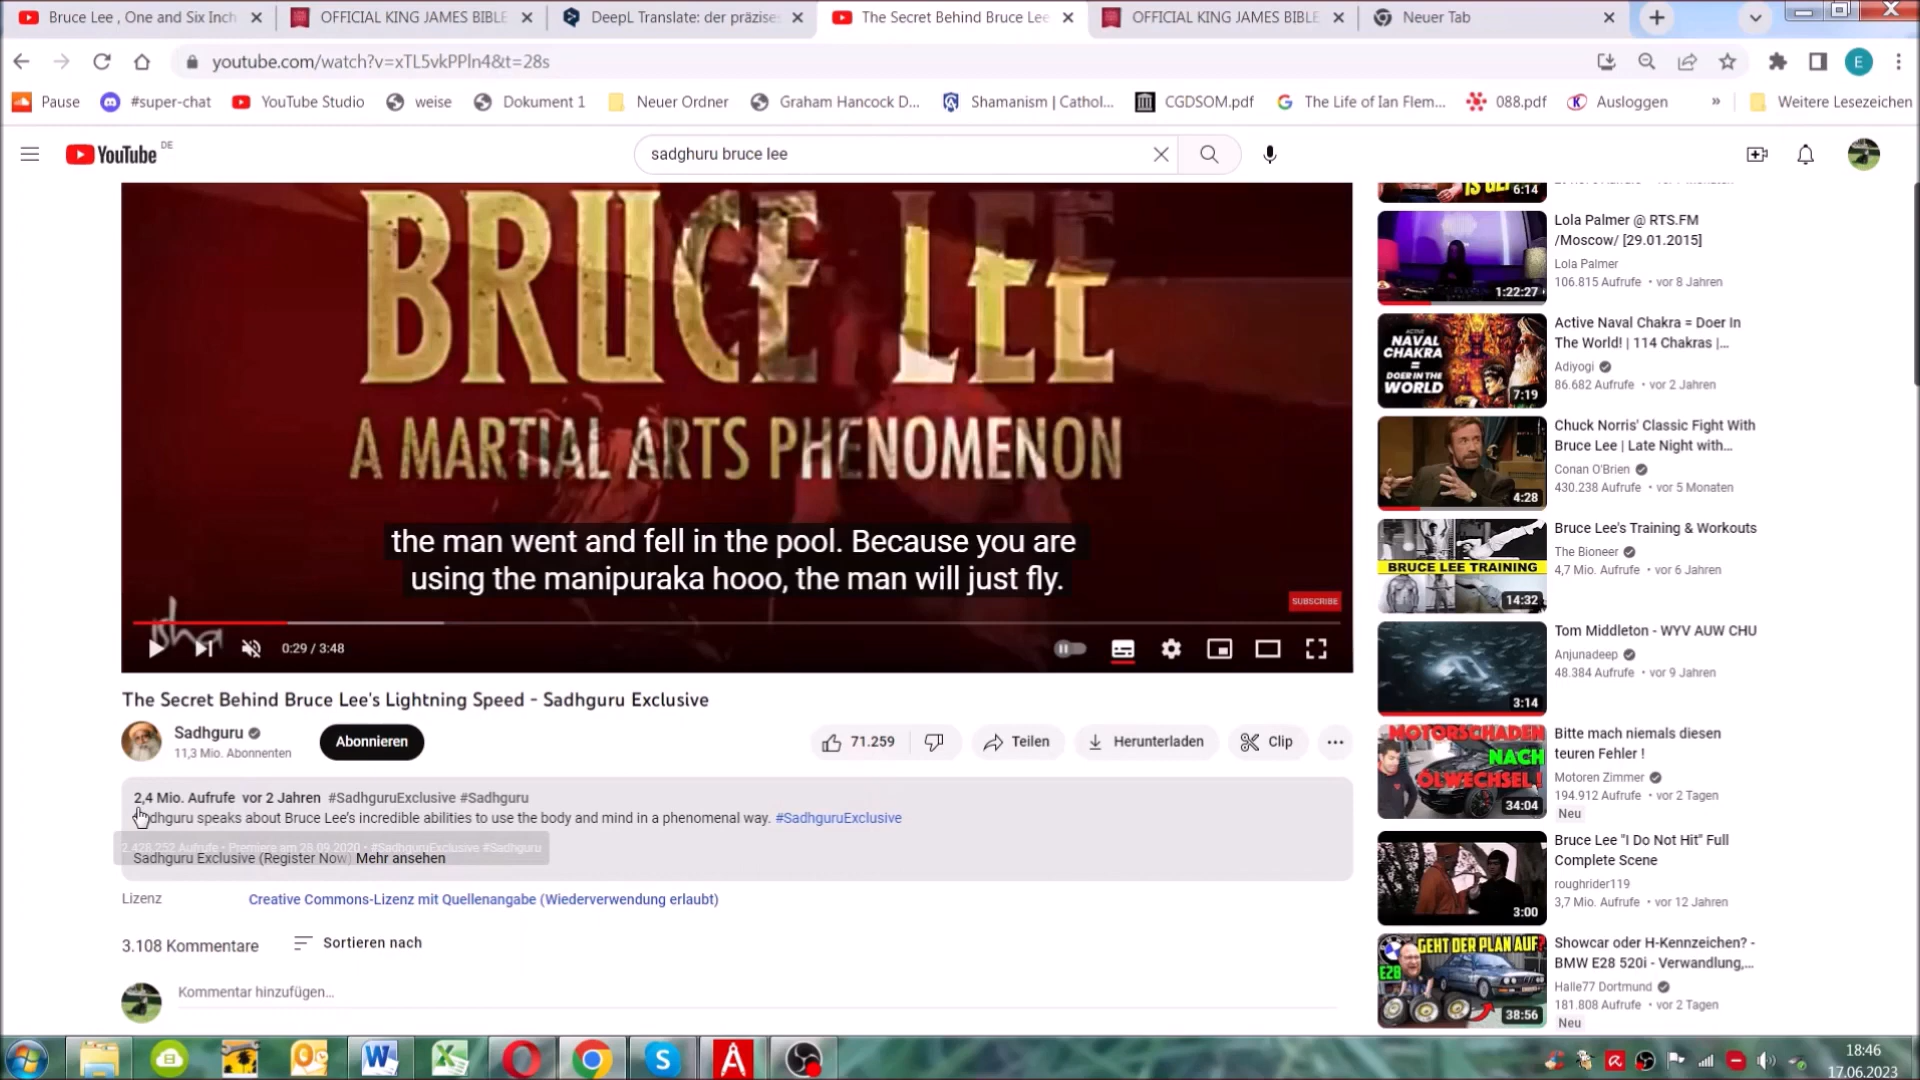 Bruce Lee , One and Six Inch
OFFICIAL KING JAMES BIBLE
DeepL Translate: der präzises
The Secret Behind Bruce Lee
OFFICIAL KING JAMES BIBLE
Neuer Tab
youtube.com/watch?v=xTL5vkPPln4&t=28s
E
Pause
#super-chat
YouTube Studio
weise
Dokument 1
Neuer Ordner
Graham Hancock D...
Shamanism | Cathol...
CGDSOM.pdf
The Life of Ian Flem...
088.pdf
Ausloggen
»
Weitere Lesezeichen
YouTube DE
sadghuru bruce lee
BRUCE LEE
A MARTIAL ARTS PHENOMENON
the man went and fell in the pool. Because you are
using the manipuraka hooo, the man will just fly.
SUBSCRIBE
isha
0:29 / 3:48
The Secret Behind Bruce Lee's Lightning Speed - Sadhguru Exclusive
Sadhguru
11,3 Mio. Abonnenten
Abonnieren
71.259
Teilen
Herunterladen
Clip
2,4 Mio. Aufrufe vor 2 Jahren #SadhguruExclusive #Sadhguru
dhguru speaks about Bruce Lee's incredible abilities to use the body and mind in a phenomenal way. #SadhguruExclusive
2.428.252 Aufrufe • Premiere am 26.09.2020 • #SadhguruExclusive #Sadhguru
Sadhguru Exclusive (Register Now) Mehr ansehen
Lizenz
Creative Commons-Lizenz mit Quellenangabe (Wiederverwendung erlaubt)
3.108 Kommentare
Sortieren nach
Kommentar hinzufügen...
6:14
Lola Palmer @ RTS.FM
/Moscow/ [29.01.2015]
Lola Palmer
106.815 Aufrufe • vor 8 Jahren
1:22:27
ACTIVE
NAVAL
CHAKRA
=
DOER IN THE
WORLD
7:19
Active Naval Chakra = Doer In
The World! | 114 Chakras |...
Adiyogi
86.682 Aufrufe • vor 2 Jahren
4:28
Chuck Norris' Classic Fight With
Bruce Lee | Late Night with...
Conan O'Brien
430.238 Aufrufe • vor 5 Monaten
BRUCE LEE TRAINING
14:32
Bruce Lee's Training & Workouts
The Bioneer
4,7 Mio. Aufrufe • vor 6 Jahren
3:14
Tom Middleton - WYV AUW CHU
Anjunadeep
48.384 Aufrufe • vor 9 Jahren
MOTORSCHADEN
NACH
ÖLWECHSEL!
34:04
Bitte mach niemals diesen
teuren Fehler !
Motoren Zimmer
194.912 Aufrufe • vor 2 Tagen
Neu
3:00
Bruce Lee "I Do Not Hit" Full
Complete Scene
roughrider119
3,7 Mio. Aufrufe • vor 12 Jahren
GEHT DER PLAN AUF?
E28
38:56
Showcar oder H-Kennzeichen? -
BMW E28 520i - Verwandlung,...
Halle77 Dortmund
181.808 Aufrufe • vor 2 Tagen
Neu
18:46
17.06.2023